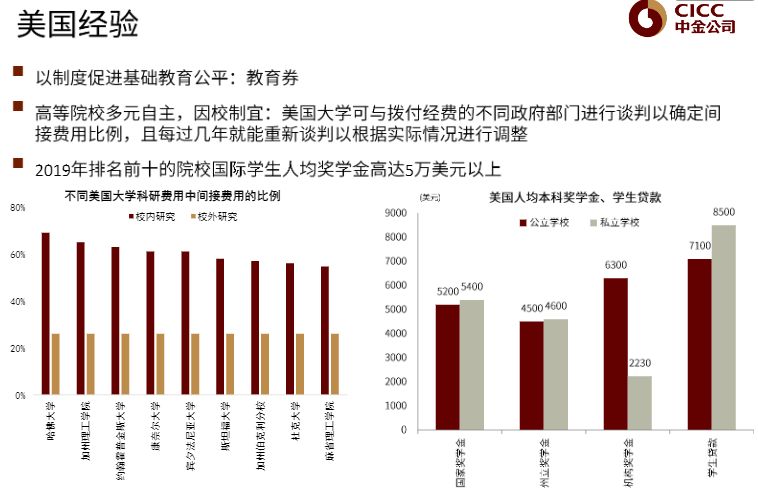 美国经验
CICC
中金公司
以制度促进基础教育公平：教育券
高等院校多元自主，因校制宜：美国大学可与拨付经费的不同政府部门进行谈判以确定间
接费用比例，且每过几年就能重新谈判以根据实际情况进行调整
2019年排名前十的院校国际学生人均奖学金高达5万美元以上
不同美国大学科研费用中间接费用的比例
校内研究 校外研究
80%
60%
40%
20%
0%
哈佛大学
加州理工学院
约翰霍普金斯大学
康奈尔大学
宾夕法尼亚大学
斯坦福大学
加州伯克利分校
杜克大学
麻省理工学院
(美元)
美国人均本科奖学金、学生贷款
公立学校 私立学校
9000
8000
7000
6000
5000
4000
3000
2000
1000
0
5200 5400
4500 4600
6300
2230
7100
8500
国家奖学金
州立奖学金
机构奖学金
学生贷款